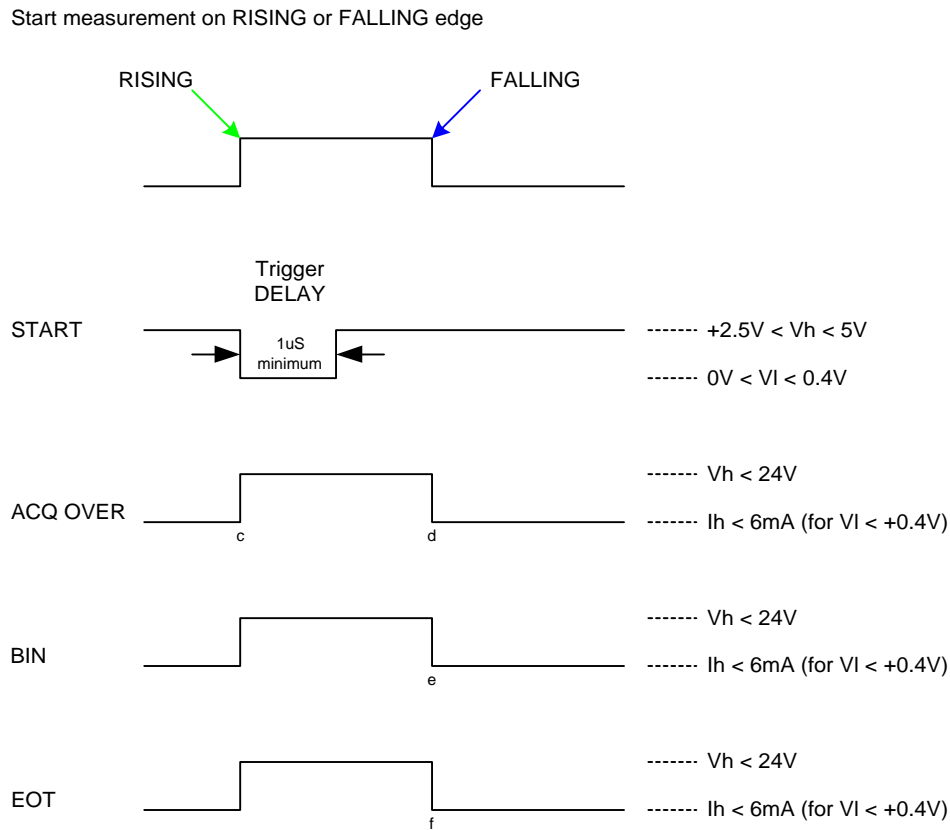 Start measurement on RISING or FALLING edge
RISING
FALLING
Trigger
DELAY
START
1uS
minimum
+2.5V < Vh < 5V
0V < Vl < 0.4V
ACQ OVER
c
d
Vh < 24V
Ih < 6mA (for Vl < +0.4V)
BIN
e
Vh < 24V
Ih < 6mA (for Vl < +0.4V)
EOT
f
Vh < 24V
Ih < 6mA (for Vl < +0.4V)